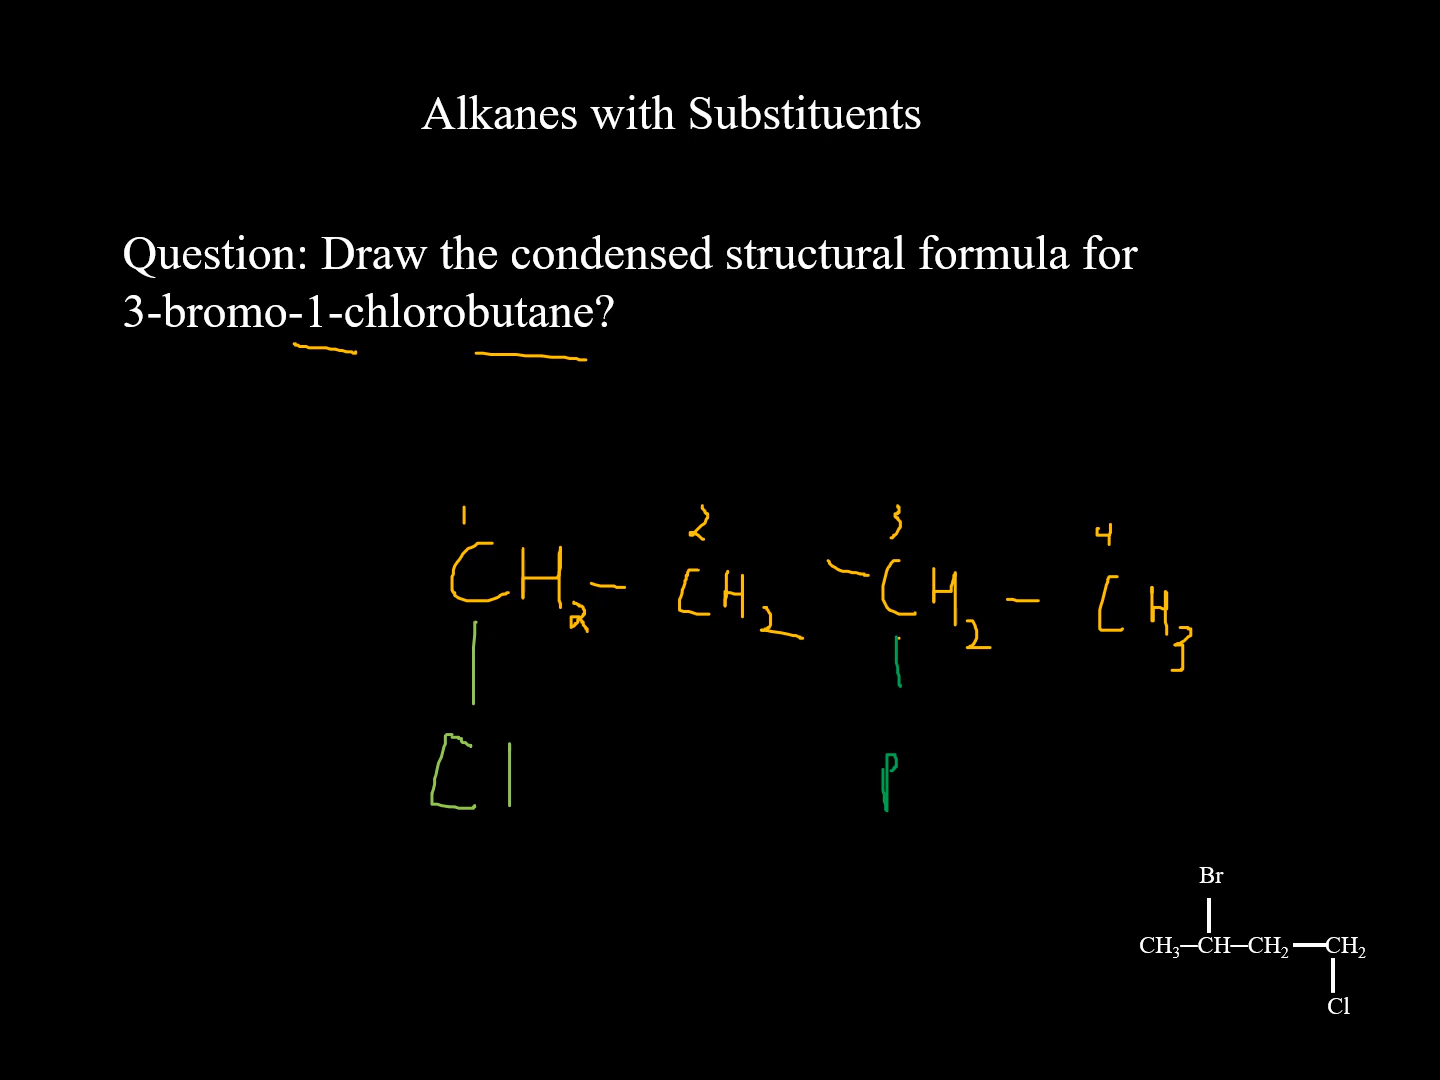 Alkanes with Substituents
Question: Draw the condensed structural formula for
3-bromo-1-chlorobutane?
1 2 3 4
CH2 - CH2 - CH2 - CH3
Cl
Br
CH3-CH-CH2-CH2
Cl